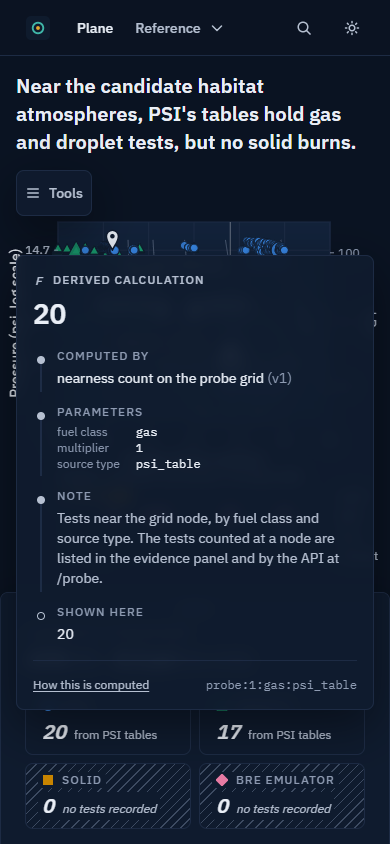 Plane Reference
Near the candidate habitat
atmospheres, PSI's tables hold gas
and droplet tests, but no solid burns.
Tools
14.7
100
Pressure (psi, log scale)
F DERIVED CALCULATION
20
COMPUTED BY
nearness count on the probe grid (v1)
PARAMETERS
fuel class gas
multiplier 1
source type psi_table
NOTE
Tests near the grid node, by fuel class and
source type. The tests counted at a node are
listed in the evidence panel and by the API at
/probe.
SHOWN HERE
20
How this is computed probe:1:gas:psi_table
20 from PSI tables
17 from PSI tables
SOLID
0 no tests recorded
BRE EMULATOR
0 no tests recorded